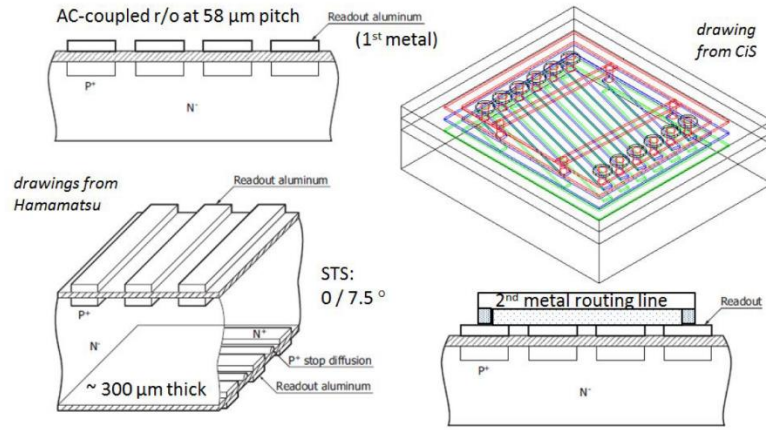 AC-coupled r/o at 58 µm pitch
Readout aluminum
(1st metal)
P+
N-
drawing
from CiS
drawings from
Hamamatsu
Readout aluminum
STS:
0 / 7.5 °
P+
N-
N+
P+ stop diffusion
Readout aluminum
~ 300 µm thick
2nd metal routing line
Readout
P+
N-